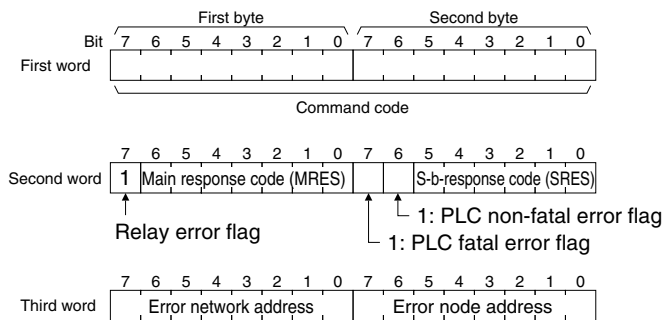 First byte Second byte
Bit 7 6 5 4 3 2 1 0 7 6 5 4 3 2 1 0
First word
Command code
7 6 5 4 3 2 1 0 7 6 5 4 3 2 1 0
Second word 1 Main response code (MRES) S-b-response code (SRES)
1: PLC non-fatal error flag
Relay error flag
1: PLC fatal error flag
7 6 5 4 3 2 1 0 7 6 5 4 3 2 1 0
Third word Error network address Error node address